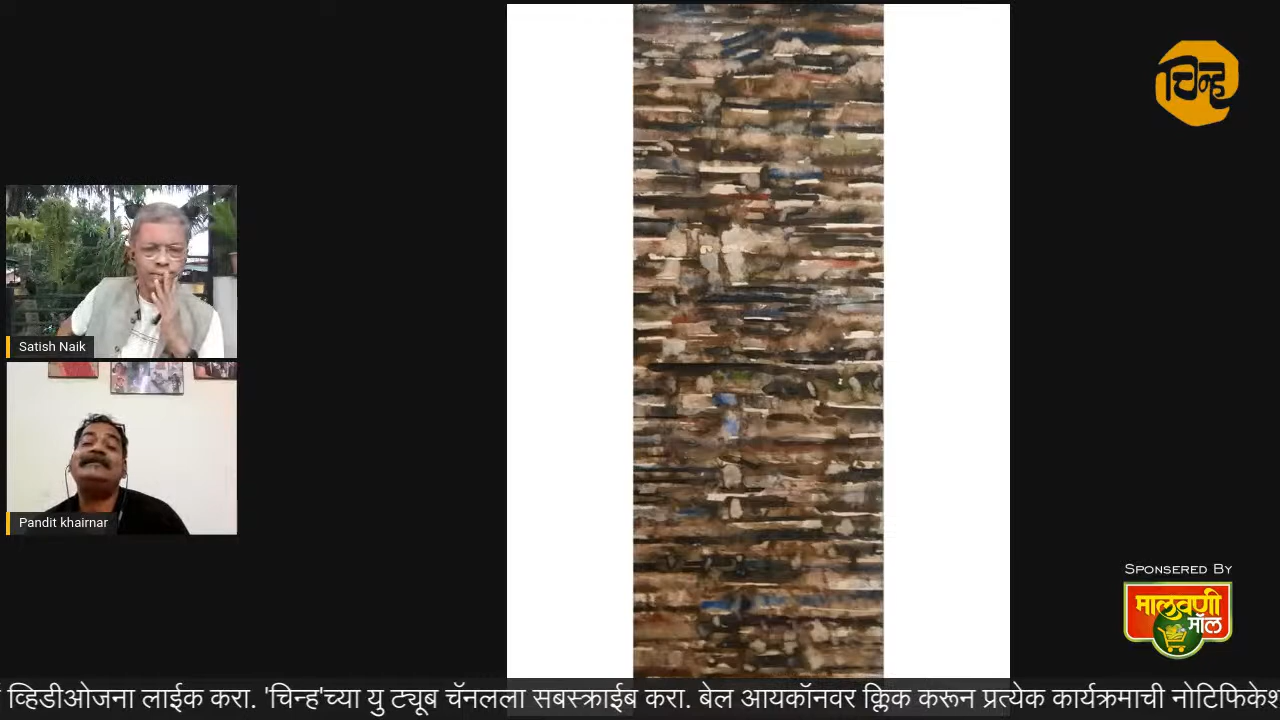 चिन्ह
Satish Naik
Pandit khairnar
SPONSERED BY
मालवणी
मॉल
व्हिडीओजना लाईक करा. 'चिन्ह'च्या यु ट्यूब चॅनलला सबस्क्राईब करा. बेल आयकॉनवर क्लिक करून प्रत्येक कार्यक्रमाची